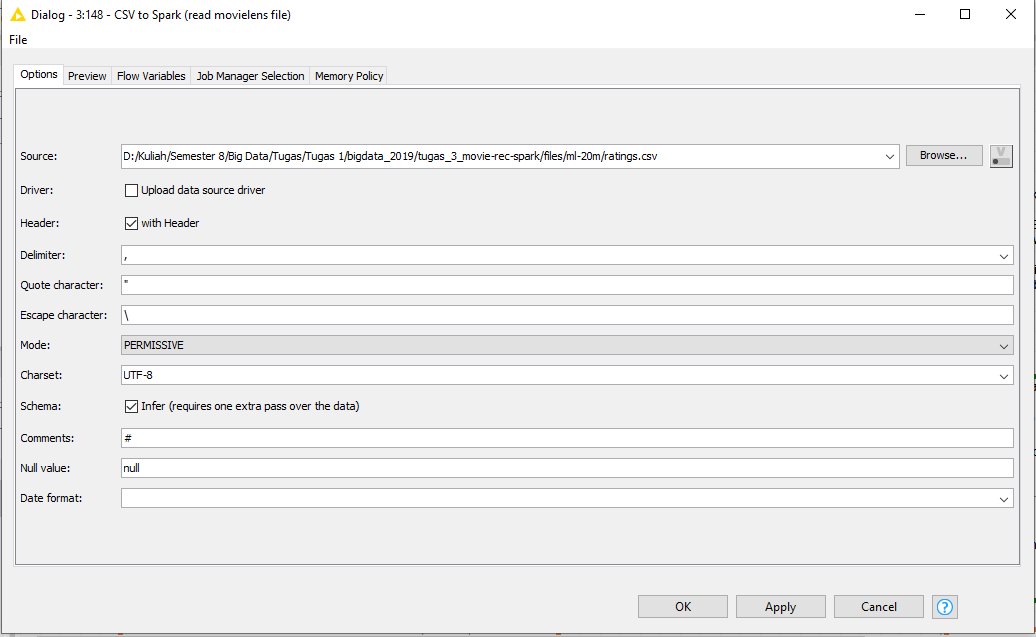 Dialog - 3:148 - CSV to Spark (read movielens file)
File
Options Preview Flow Variables Job Manager Selection Memory Policy
Source: D:/Kuliah/Semester 8/Big Data/Tugas/Tugas 1/bigdata_2019/tugas_3_movie-rec-spark/files/ml-20m/ratings.csv Browse... V
Driver: Upload data source driver
Header: with Header
Delimiter: ,
Quote character: "
Escape character: \
Mode: PERMISSIVE
Charset: UTF-8
Schema: Infer (requires one extra pass over the data)
Comments: #
Null value: null
Date format:
OK Apply Cancel ?